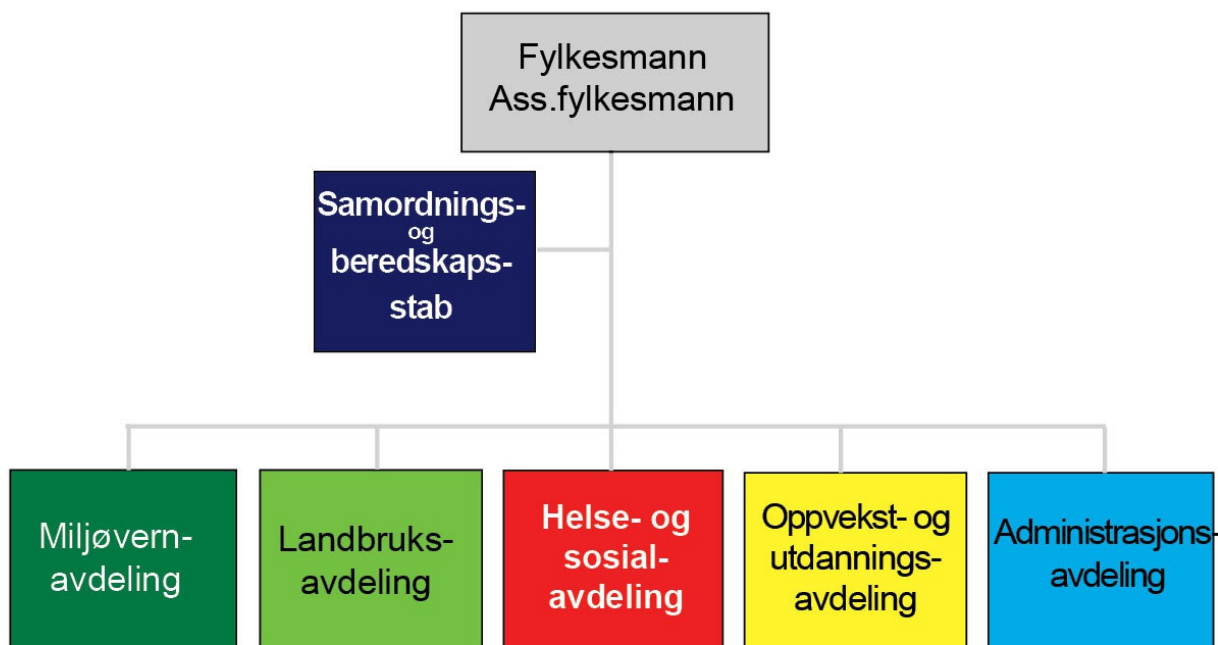 Fylkesmann
Ass.fylkesmann
Samordnings-
og
beredskaps-
stab
Miljøvern-
avdeling
Landbruks-
avdeling
Helse- og
sosial-
avdeling
Oppvekst- og
utdannings-
avdeling
Administrasjons-
avdeling